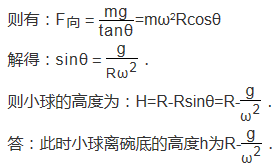 则有：F向 = mg/tanθ =mω²Rcosθ
解得：sinθ = g/Rω² ．
则小球的高度为：H=R-Rsinθ=R- g/ω² ．
答：此时小球离碗底的高度h为R- g/ω² ．